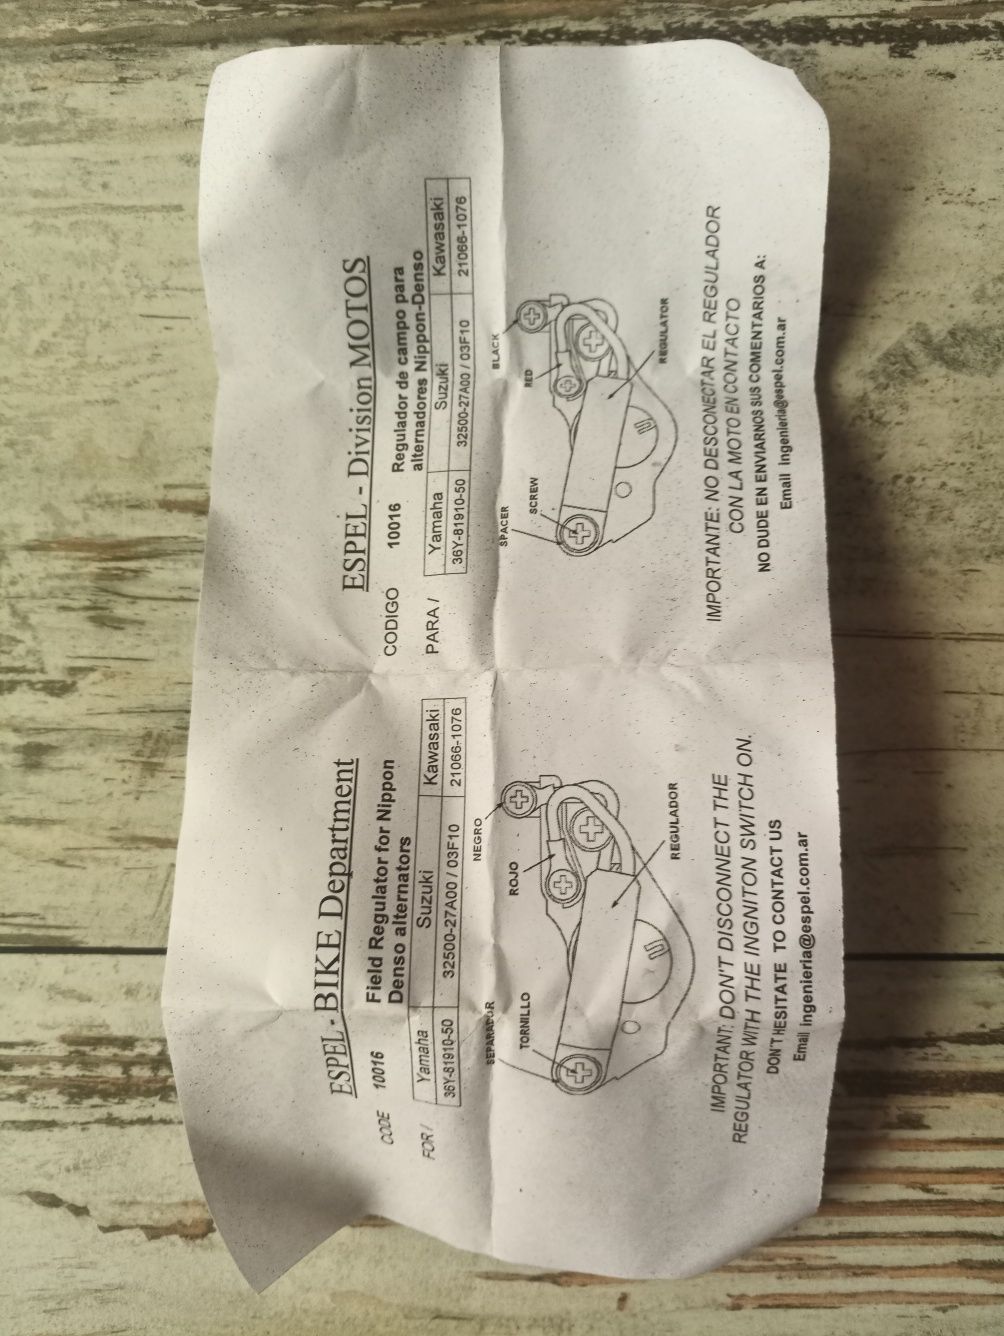 ESPEL - BIKE Department
CODE 10016 Field Regulator for Nippon
Denso alternators
FOR / Yamaha Suzuki Kawasaki
36Y-81910-50 32500-27A00 / 03F10 21066-1076
NEGRO
SEPARADOR
ROJO
TORNILLO
REGULADOR
IMPORTANT: DON'T DISCONNECT THE
REGULATOR WITH THE INGNITON SWITCH ON.
DON'T HESITATE TO CONTACT US
Email ingenieria@espel.com.ar
ESPEL - Division MOTOS
CODIGO 10016 Regulador de campo para
alternadores Nippon-Denso
PARA / Yamaha Suzuki Kawasaki
36Y-81910-50 32500-27A00 / 03F10 21066-1076
BLACK
SPACER
RED
SCREW
REGULATOR
IMPORTANTE: NO DESCONECTAR EL REGULADOR
CON LA MOTO EN CONTACTO
NO DUDE EN ENVIARNOS SUS COMENTARIOS A:
Email ingenieria@espel.com.ar